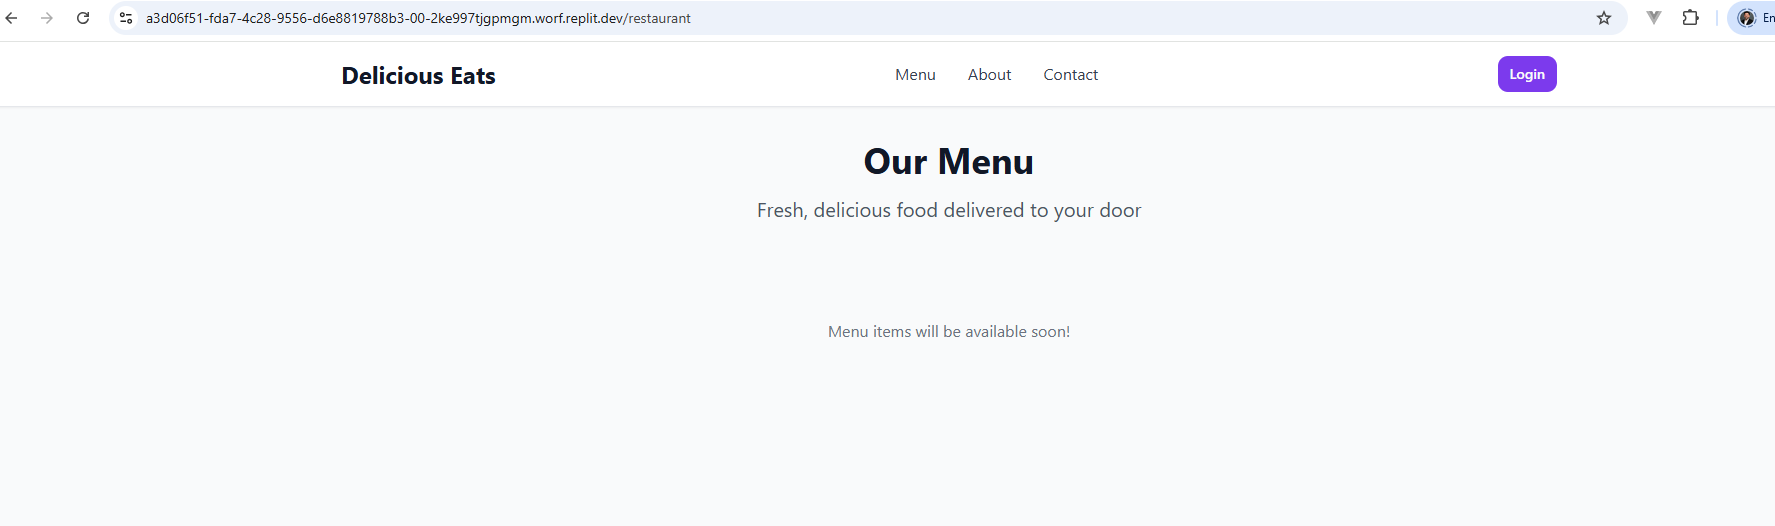 a3d06f51-fda7-4c28-9556-d6e8819788b3-00-2ke997tjgpmgm.worf.replit.dev/restaurant
En
Delicious Eats
Menu
About
Contact
Login
Our Menu
Fresh, delicious food delivered to your door
Menu items will be available soon!